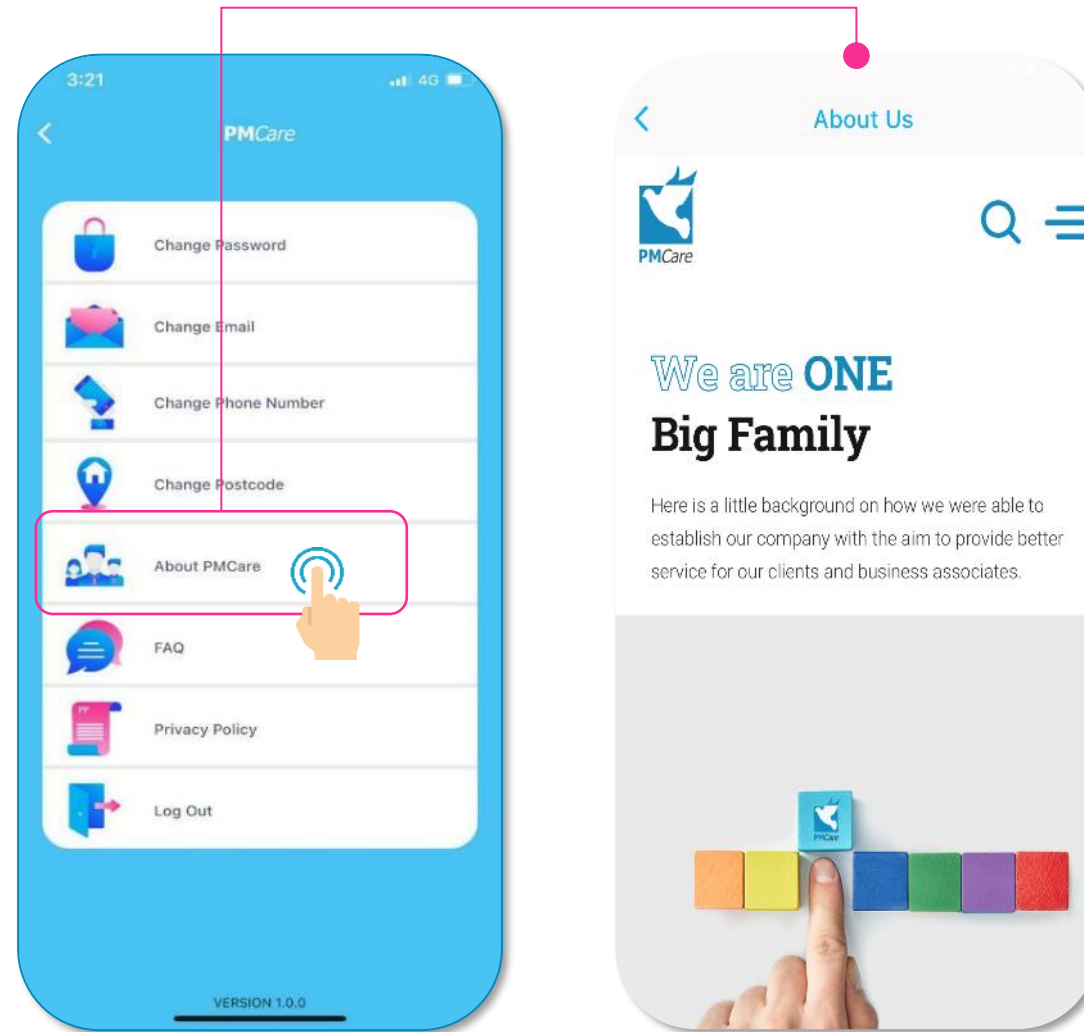 3:21
4G
PMCare
Change Password
Change Email
Change Phone Number
Change Postcode
About PMCare
FAQ
PP
Privacy Policy
Log Out
VERSION 1.0.0
About Us
PMCare
We are ONE
Big Family
Here is a little background on how we were able to
establish our company with the aim to provide better
service for our clients and business associates.
PMCare